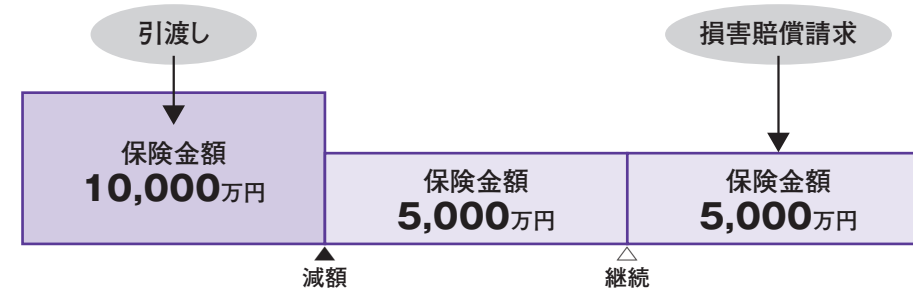 引渡し
損害賠償請求
保険金額
10,000万円
保険金額
5,000万円
保険金額
5,000万円
減額
継続